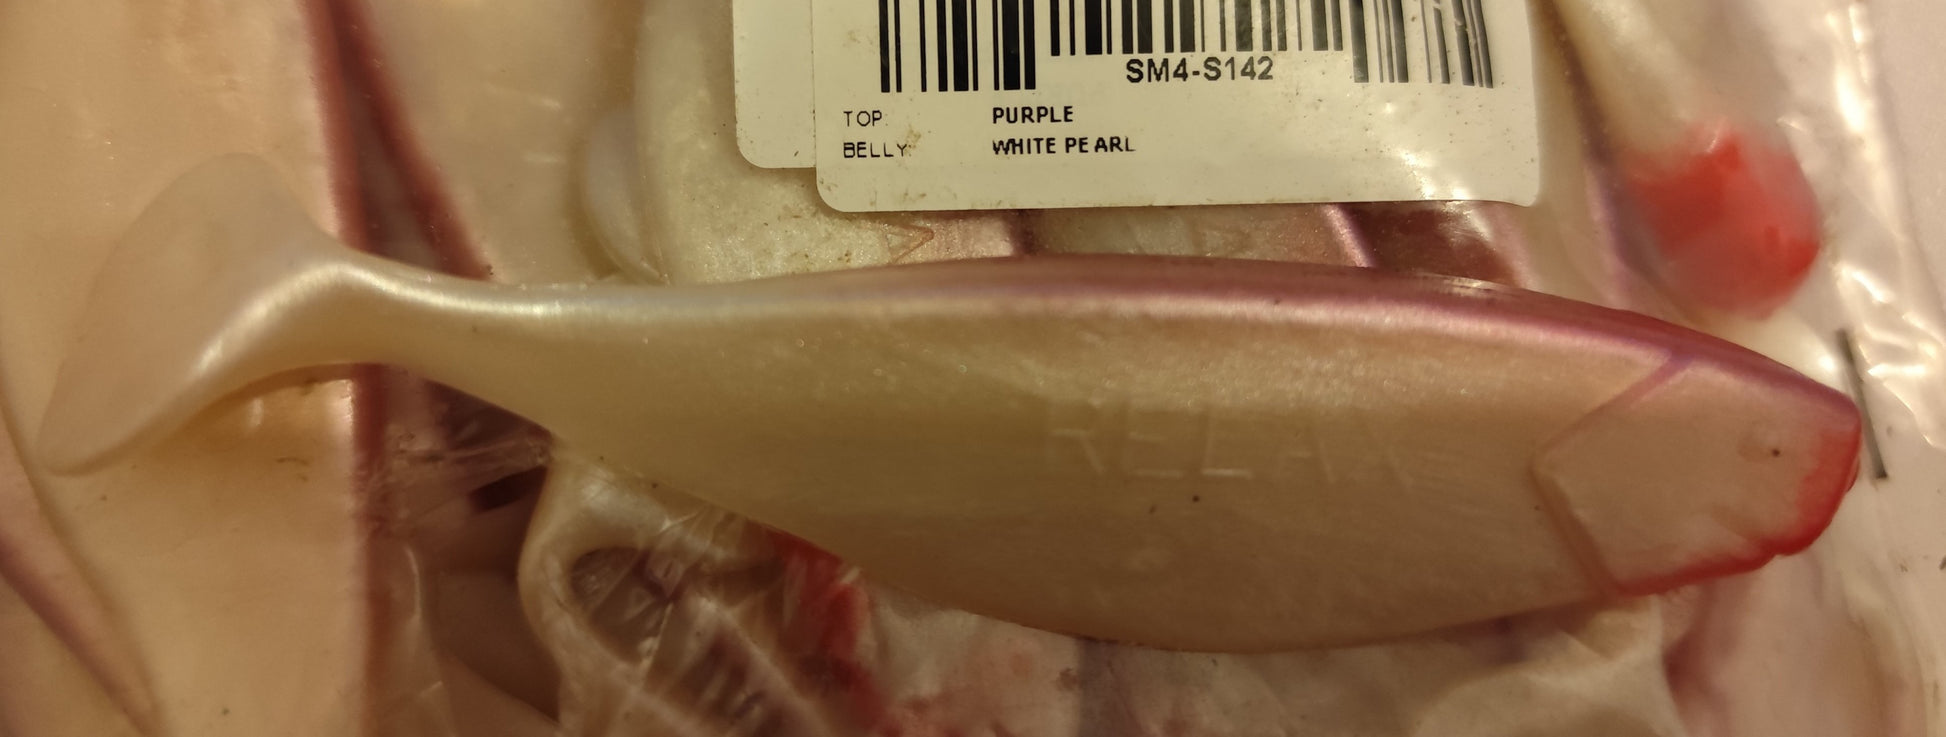 SM4-S142
TOP: PURPLE
BELLY: WHITE PEARL
RELAX